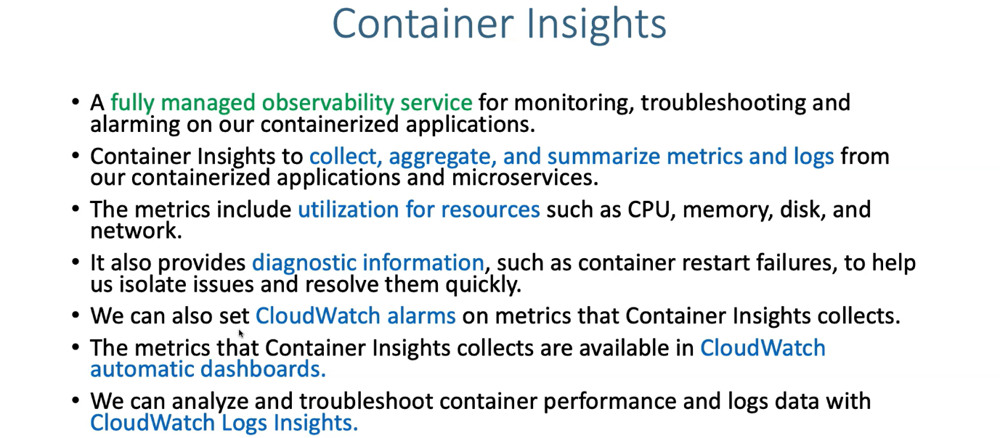 Container Insights
• A fully managed observability service for monitoring, troubleshooting and
alarming on our containerized applications.
• Container Insights to collect, aggregate, and summarize metrics and logs from
our containerized applications and microservices.
• The metrics include utilization for resources such as CPU, memory, disk, and
network.
• It also provides diagnostic information, such as container restart failures, to help
us isolate issues and resolve them quickly.
• We can also set CloudWatch alarms on metrics that Container Insights collects.
• The metrics that Container Insights collects are available in CloudWatch
automatic dashboards.
• We can analyze and troubleshoot container performance and logs data with
CloudWatch Logs Insights.